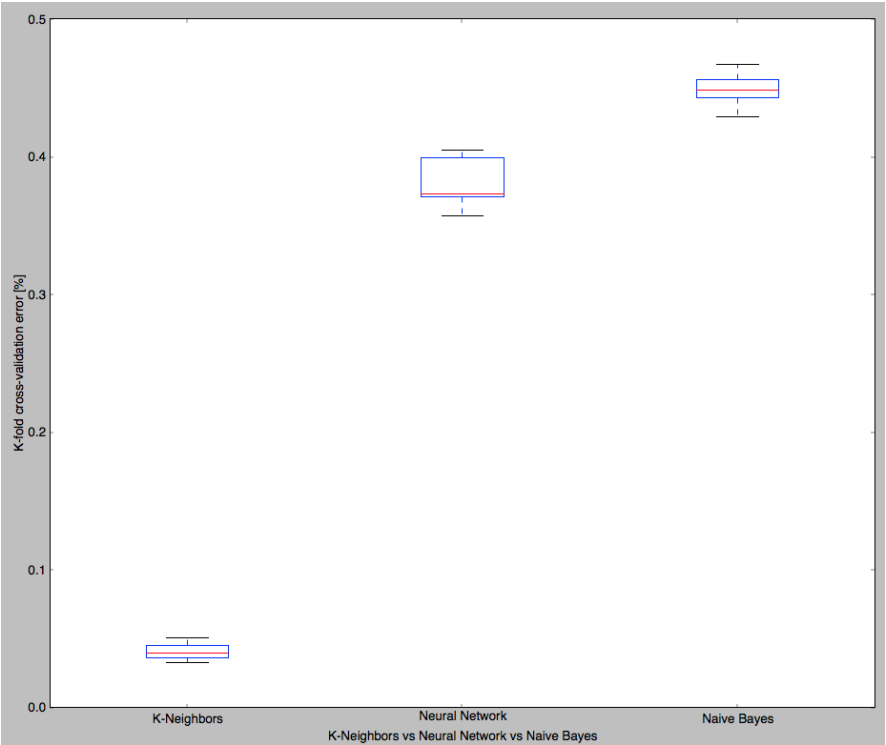 0.5
0.4
0.3
0.2
0.1
0.0
K-fold cross-validation error [%]
K-Neighbors
Neural Network
Naive Bayes
K-Neighbors vs Neural Network vs Naive Bayes